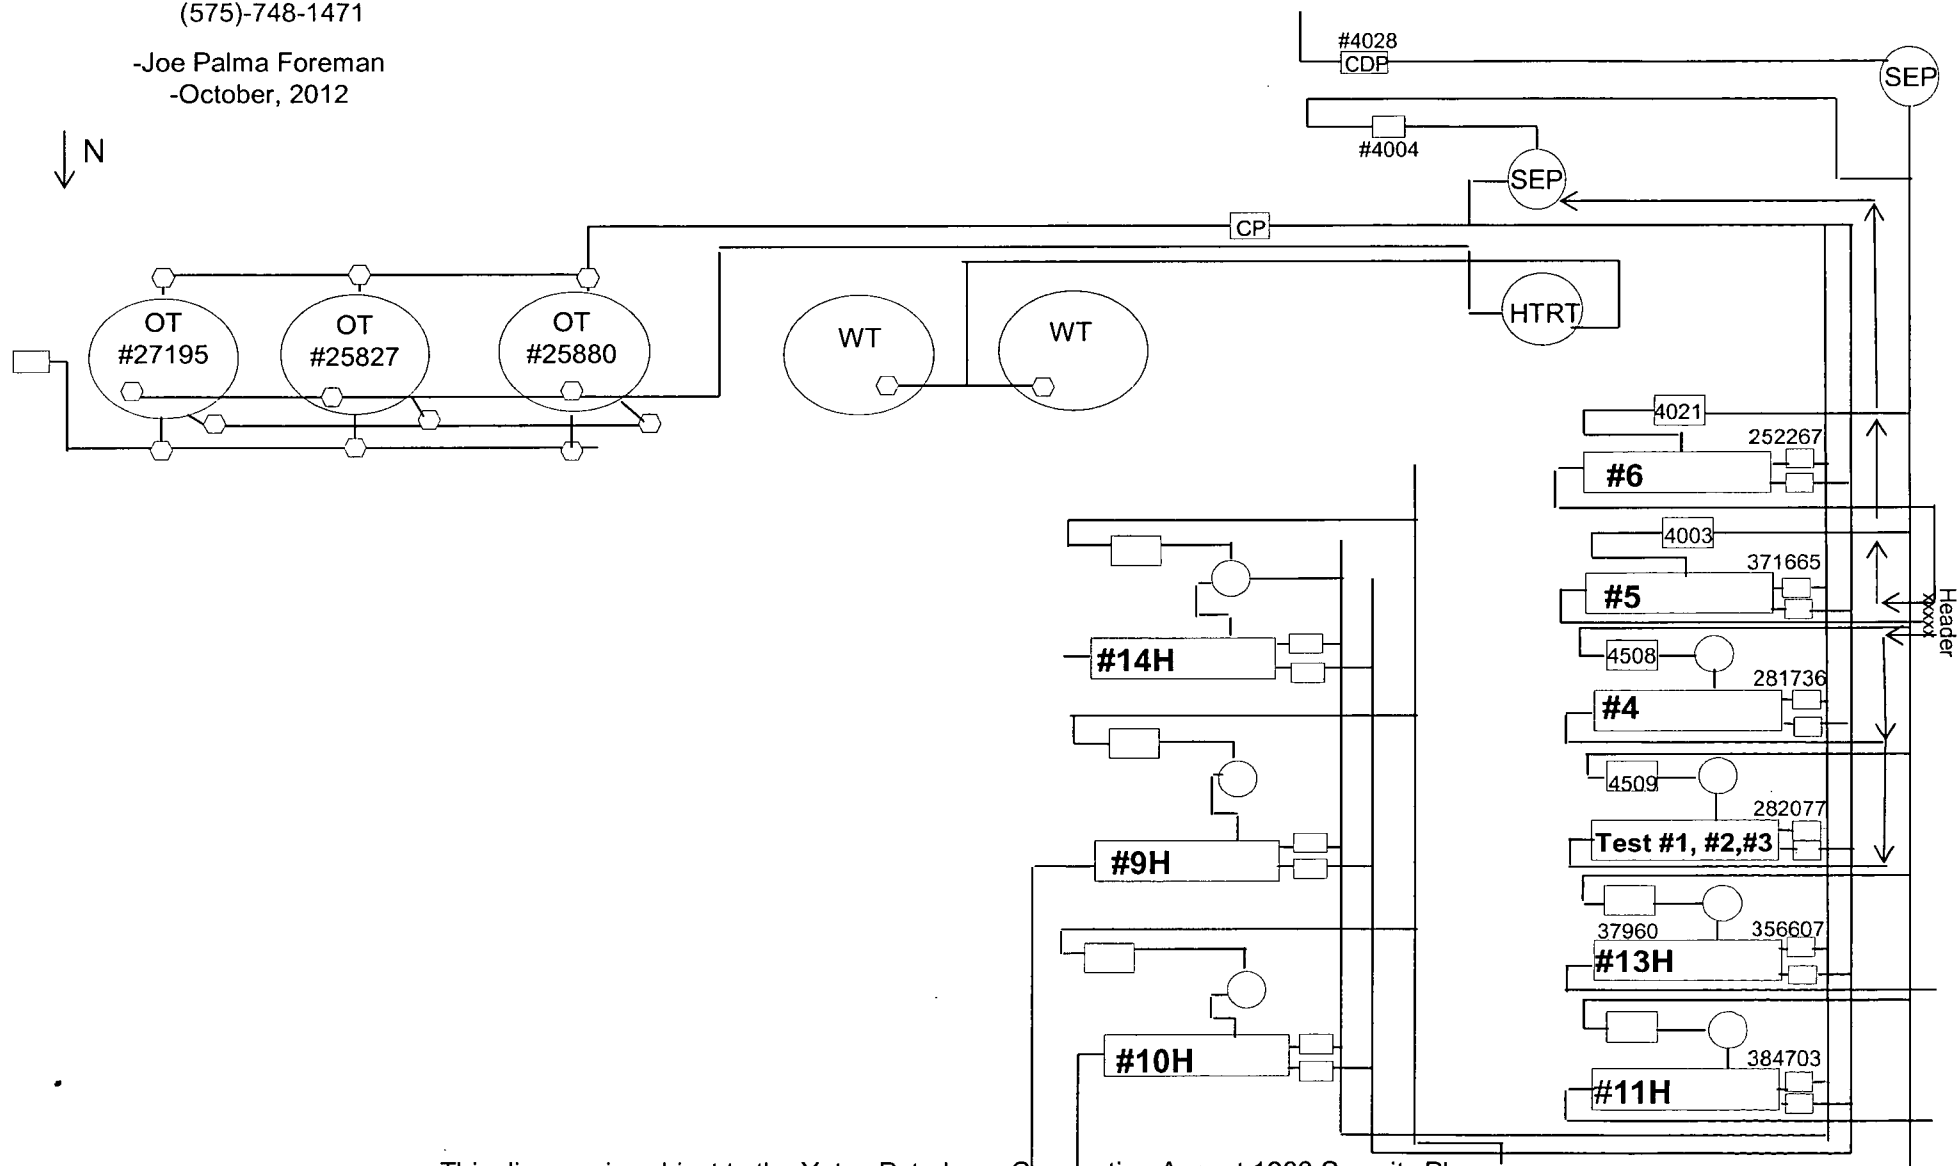 (575)-748-1471
-Joe Palma Foreman
-October, 2012
N
#4028
CDP
SEP
#4004
SEP
CP
OT
#27195
OT
#25827
OT
#25880
WT
WT
HTRT
4021
252267
#6
4003
371665
#5
Header
4508
281736
#4
4509
282077
Test #1, #2,#3
37960
356607
#13H
384703
#11H
#14H
#9H
#10H